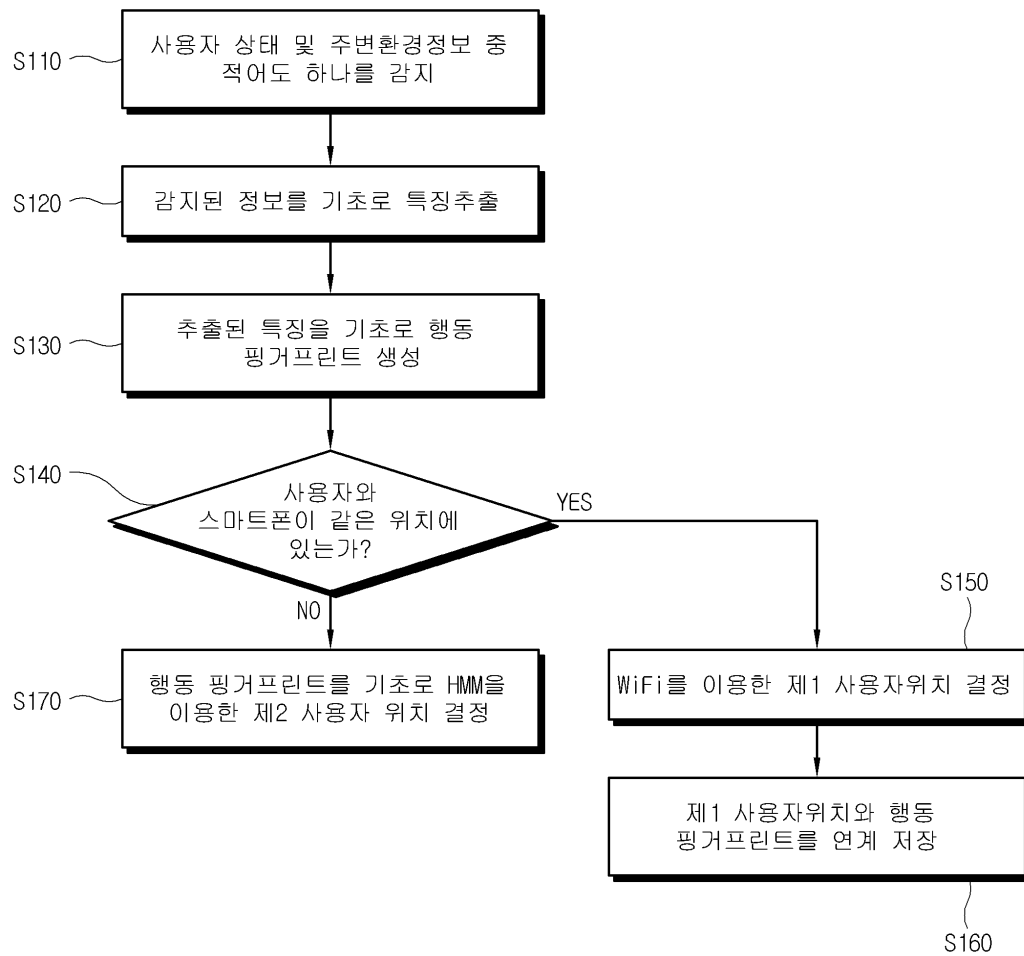 S110
사용자 상태 및 주변환경정보 중
적어도 하나를 감지
S120
감지된 정보를 기초로 특징추출
S130
추출된 특징을 기초로 행동
핑거프린트 생성
S140
사용자와
스마트폰이 같은 위치에
있는가?
YES
NO
S150
S170
행동 핑거프린트를 기초로 HMM을
이용한 제2 사용자 위치 결정
WiFi를 이용한 제1 사용자위치 결정
제1 사용자위치와 행동
핑거프린트를 연계 저장
S160